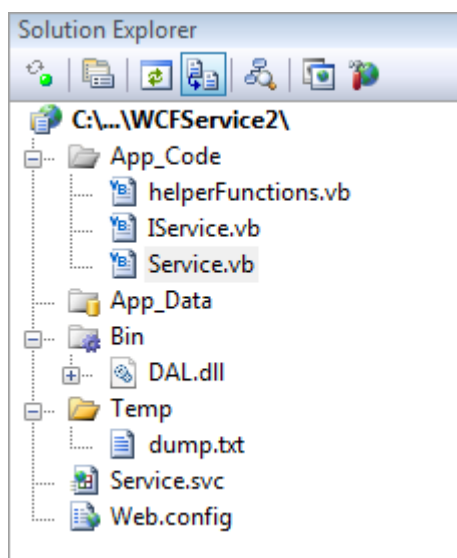 Solution Explorer
C:\...\WCFService2\
App_Code
helperFunctions.vb
IService.vb
Service.vb
App_Data
Bin
DAL.dll
Temp
dump.txt
Service.svc
Web.config